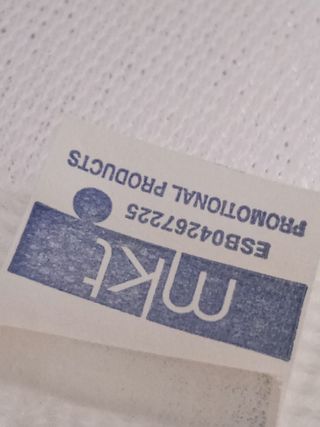 mkt
ESB04267225
PROMOTIONAL PRODUCTS